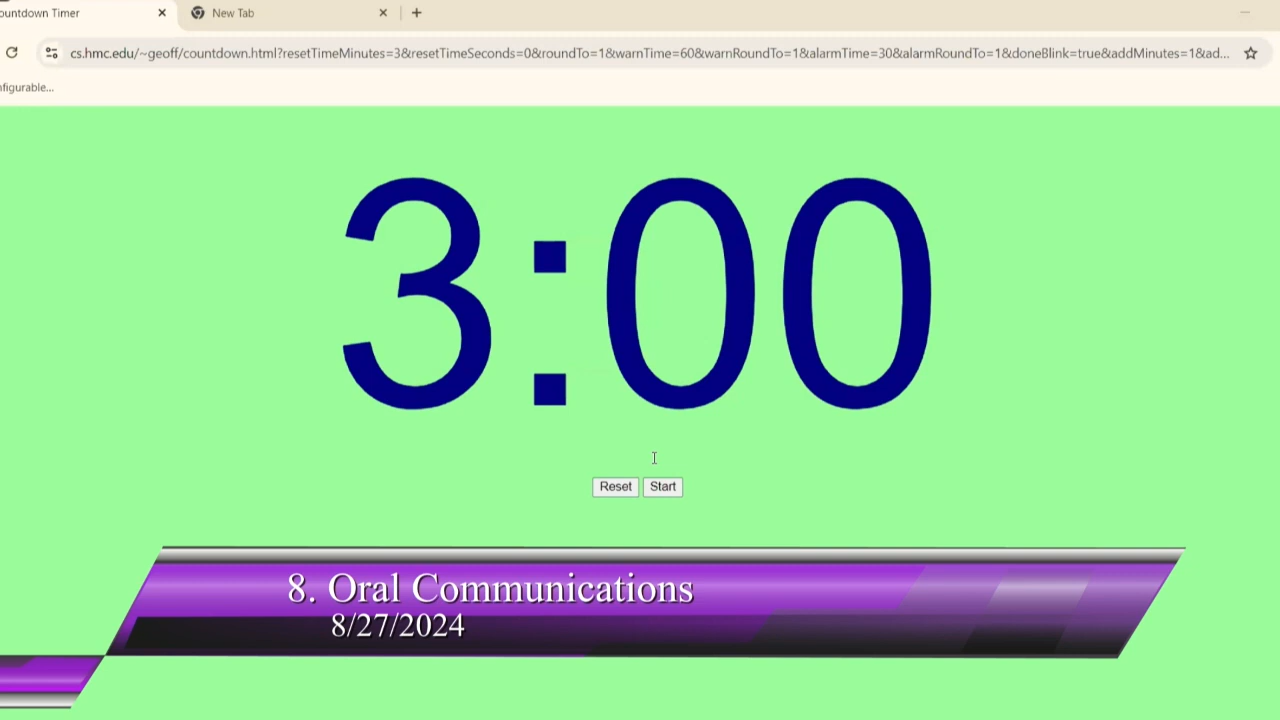 ountdown Timer
New Tab
cs.hmc.edu/~geoff/countdown.html?resetTimeMinutes=3&resetTimeSeconds=0&roundTo=1&warnTime=60&warnRoundTo=1&alarmTime=30&alarmRoundTo=1&doneBlink=true&addMinutes=1&ad...
nfigurable...
3:00
Reset Start
8. Oral Communications
8/27/2024